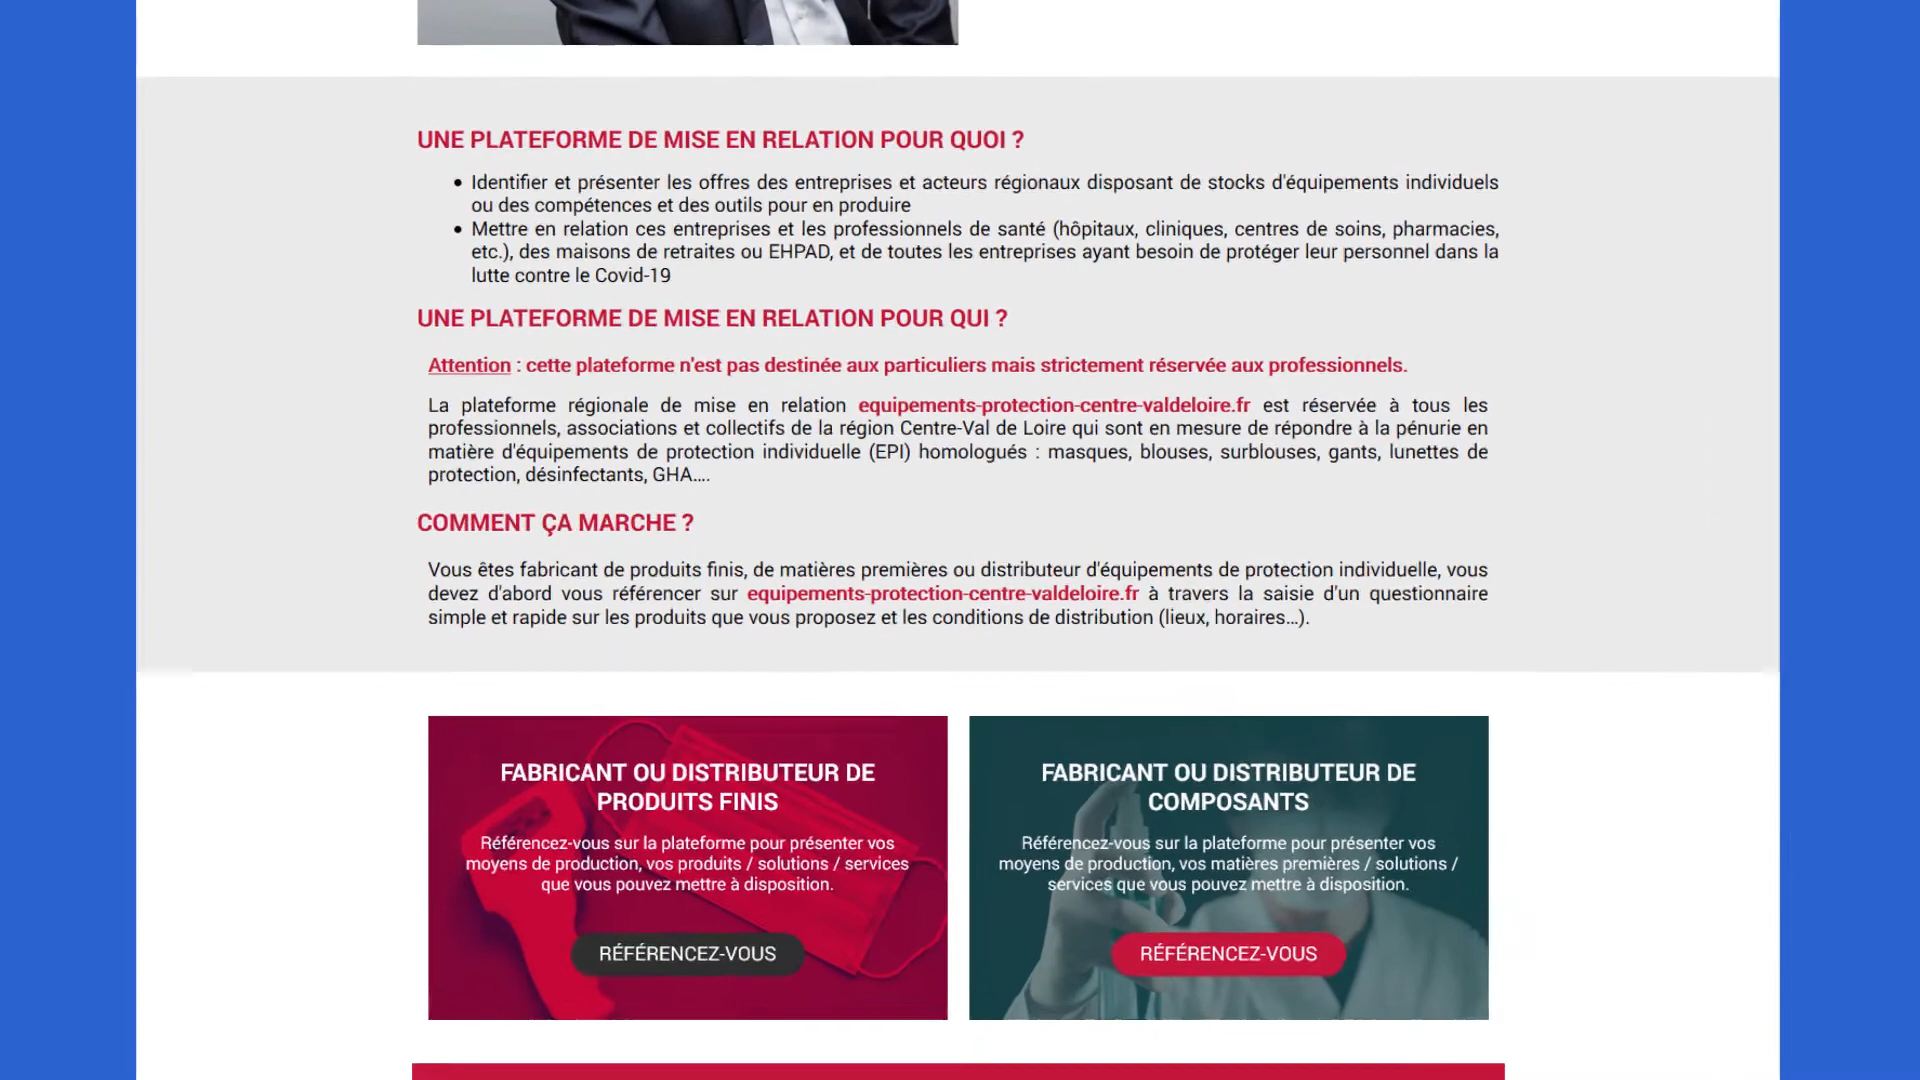 UNE PLATEFORME DE MISE EN RELATION POUR QUOI ?
Identifier et présenter les offres des entreprises et acteurs régionaux disposant de stocks d'équipements individuels
ou des compétences et des outils pour en produire
Mettre en relation ces entreprises et les professionnels de santé (hôpitaux, cliniques, centres de soins, pharmacies,
etc.), des maisons de retraites ou EHPAD, et de toutes les entreprises ayant besoin de protéger leur personnel dans la
lutte contre le Covid-19
UNE PLATEFORME DE MISE EN RELATION POUR QUI ?
Attention : cette plateforme n'est pas destinée aux particuliers mais strictement réservée aux professionnels.
La plateforme régionale de mise en relation equipements-protection-centre-valdeloire.fr est réservée à tous les
professionnels, associations et collectifs de la région Centre-Val de Loire qui sont en mesure de répondre à la pénurie en
matière d'équipements de protection individuelle (EPI) homologués : masques, blouses, surblouses, gants, lunettes de
protection, désinfectants, GHA....
COMMENT ÇA MARCHE ?
Vous êtes fabricant de produits finis, de matières premières ou distributeur d'équipements de protection individuelle, vous
devez d'abord vous référencer sur equipements-protection-centre-valdeloire.fr à travers la saisie d'un questionnaire
simple et rapide sur les produits que vous proposez et les conditions de distribution (lieux, horaires…).
FABRICANT OU DISTRIBUTEUR DE
PRODUITS FINIS
Référencez-vous sur la plateforme pour présenter vos
moyens de production, vos produits / solutions / services
que vous pouvez mettre à disposition.
RÉFÉRENCEZ-VOUS
FABRICANT OU DISTRIBUTEUR DE
COMPOSANTS
Référencez-vous sur la plateforme pour présenter vos
moyens de production, vos matières premières / solutions /
services que vous pouvez mettre à disposition.
RÉFÉRENCEZ-VOUS